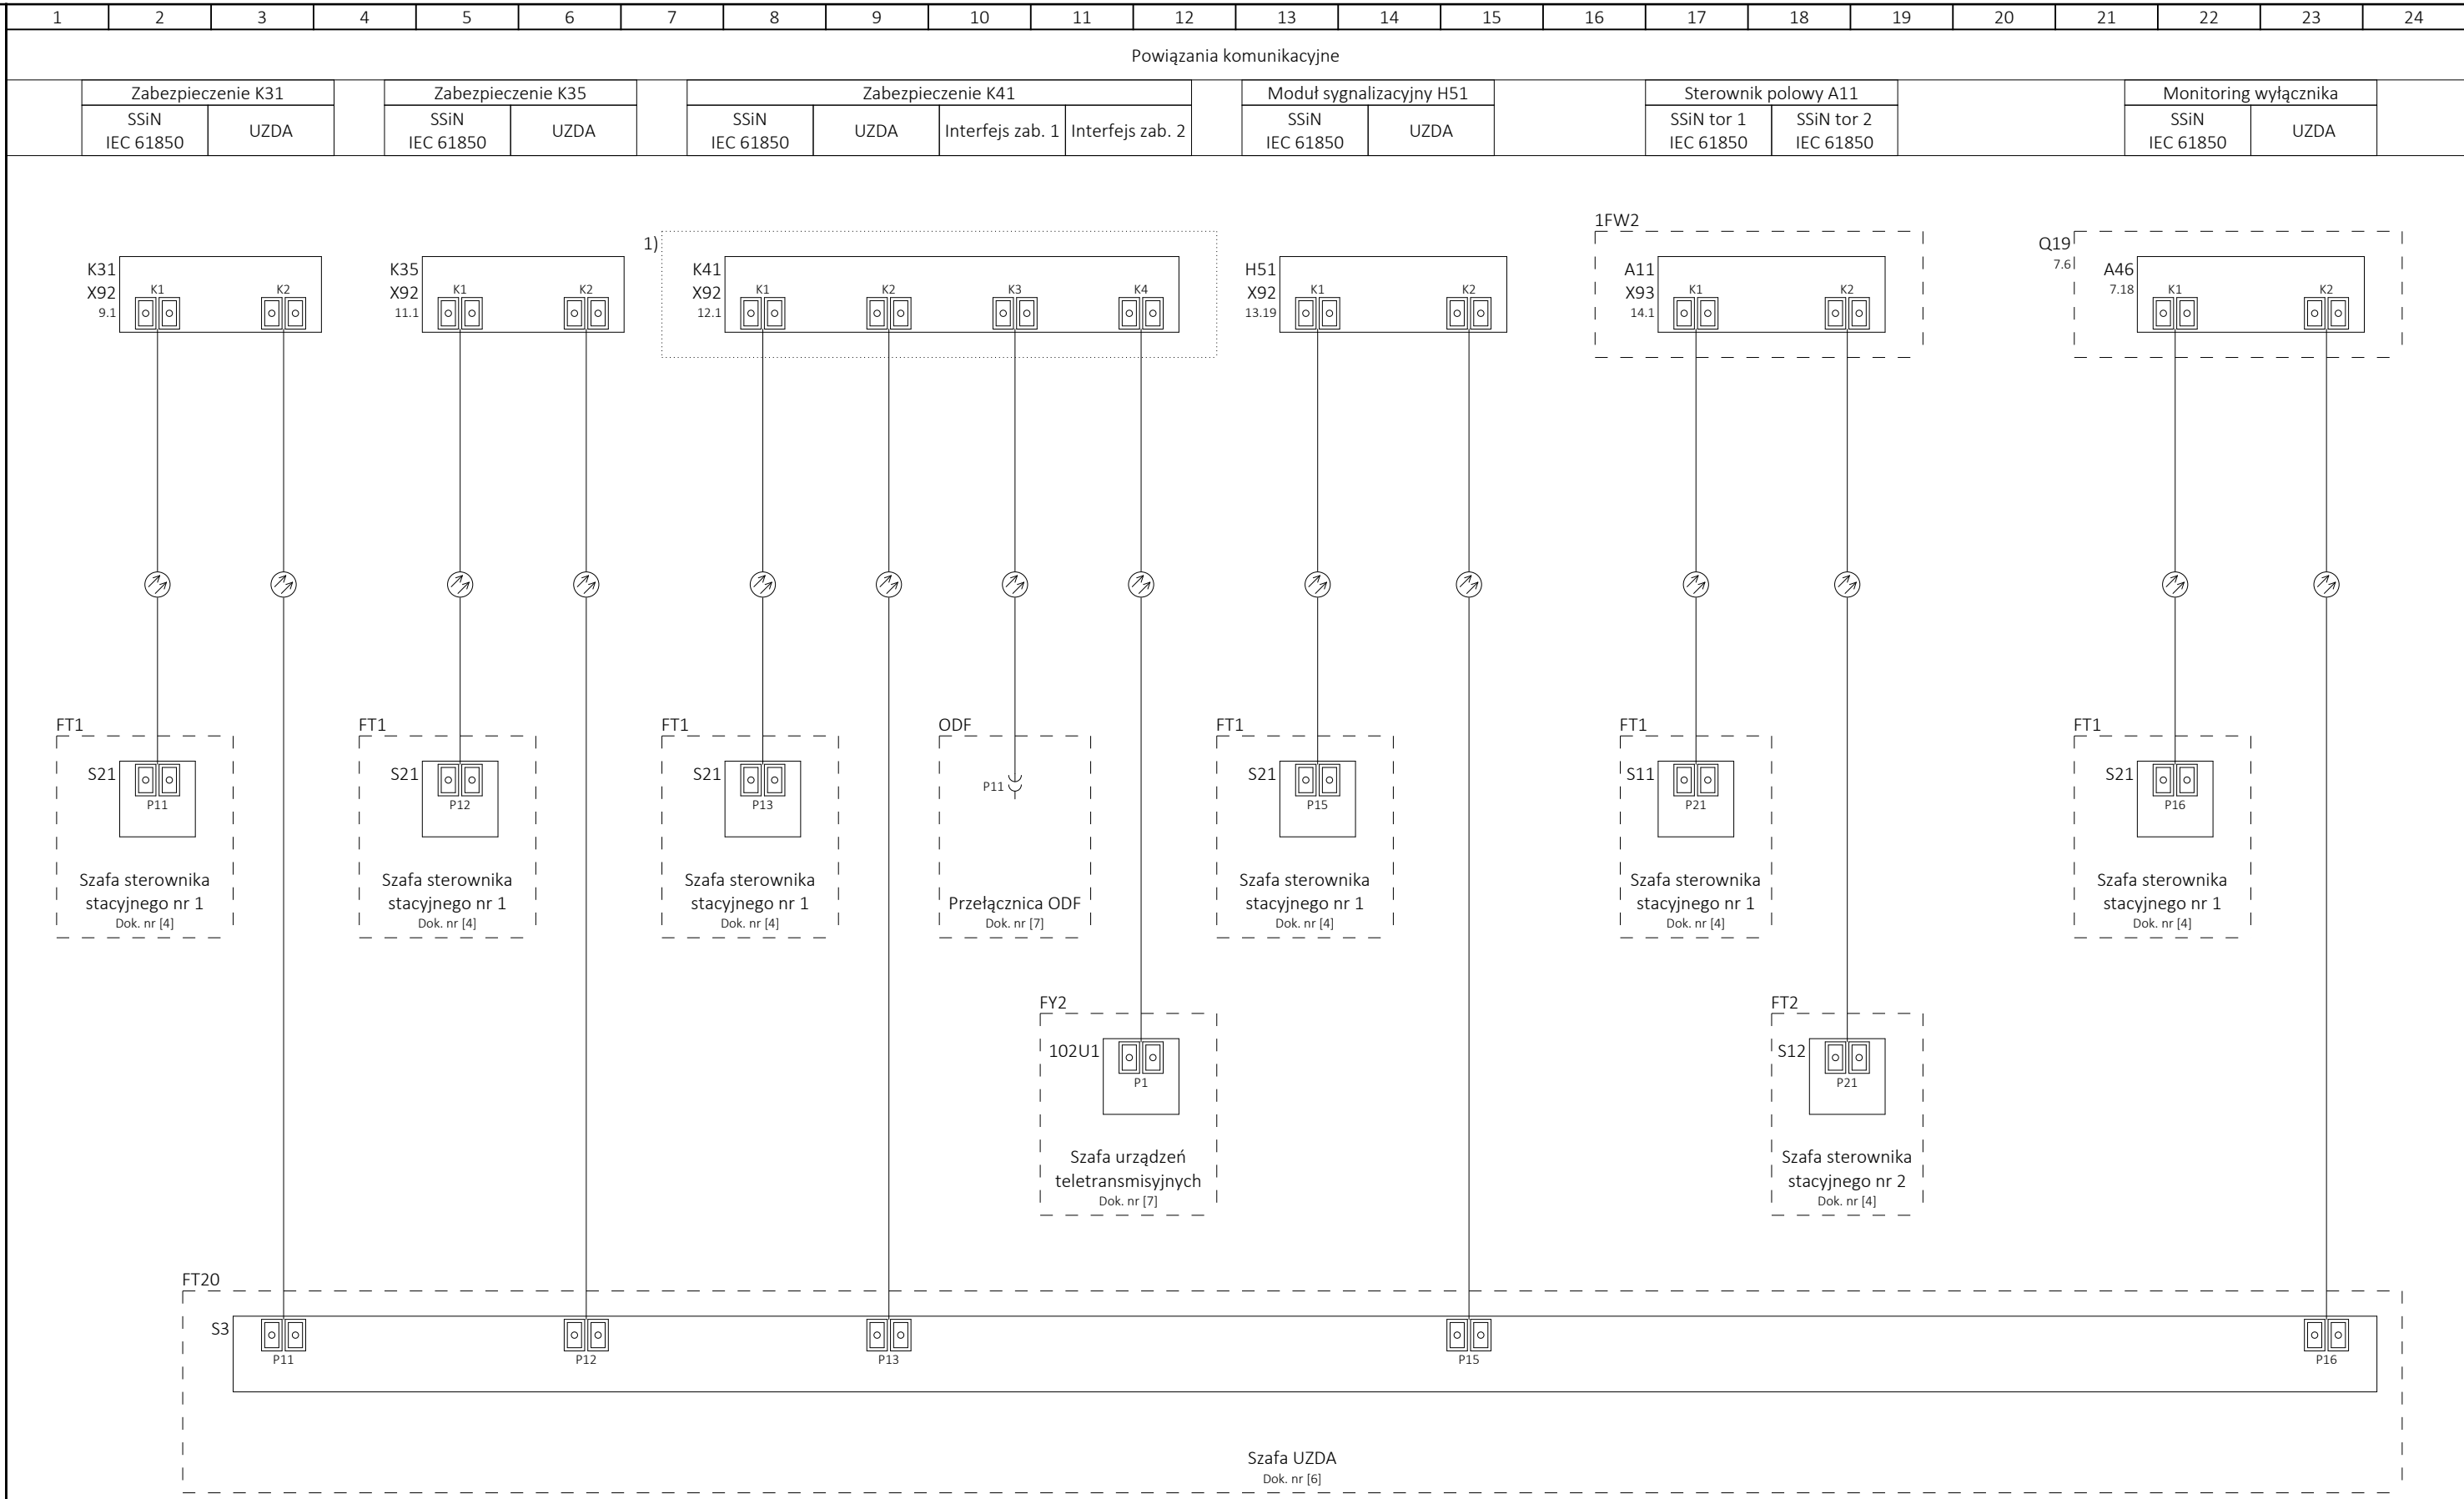 1 2 3 4 5 6 7 8 9 10 11 12 13 14 15 16 17 18 19 20 21 22 23 24
Powiązania komunikacyjne
Zabezpieczenie K31 Zabezpieczenie K35 Zabezpieczenie K41 Moduł sygnalizacyjny H51 Sterownik polowy A11 Monitoring wyłącznika
SSiN UZDA SSiN UZDA SSiN UZDA Interfejs zab. 1 Interfejs zab. 2 SSiN UZDA SSiN tor 1 SSiN tor 2 SSiN UZDA
IEC 61850 IEC 61850 IEC 61850 IEC 61850 IEC 61850 IEC 61850 IEC 61850
1FW2
1) Q19
7.6
K31 K35 K41 H51 A11 A46
X92 K1 K2 X92 K1 K2 X92 K1 K2 K3 K4 X92 K1 K2 X93 K1 K2 7.18 K1 K2
9.1 11.1 12.1 13.19 14.1
FT1 FT1 FT1 ODF FT1 FT1 FT1
S21 S21 S21 P11 S21 S11 S21
P11 P12 P13 P15 P21 P16
Szafa sterownika Szafa sterownika Szafa sterownika Szafa sterownika Szafa sterownika Szafa sterownika
stacyjnego nr 1 stacyjnego nr 1 stacyjnego nr 1 Przełącznica ODF stacyjnego nr 1 stacyjnego nr 1 stacyjnego nr 1
Dok. nr [4] Dok. nr [4] Dok. nr [4] Dok. nr [7] Dok. nr [4] Dok. nr [4] Dok. nr [4]
FY2 FT2
102U1 S12
P1 P21
Szafa urządzeń Szafa sterownika
teletransmisyjnych stacyjnego nr 2
Dok. nr [7] Dok. nr [4]
FT20
S3
P11 P12 P13 P15 P16
Szafa UZDA
Dok. nr [6]